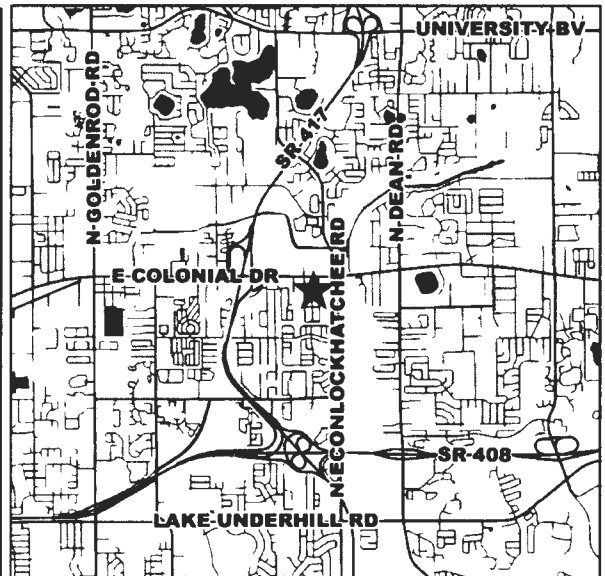 UNIVERSITY BV
N GOLDENROD RD
SR 417
N DEAN RD
E COLONIAL DR
N ECONLOCKHATCHEE RD
SR 408
LAKE UNDERHILL RD